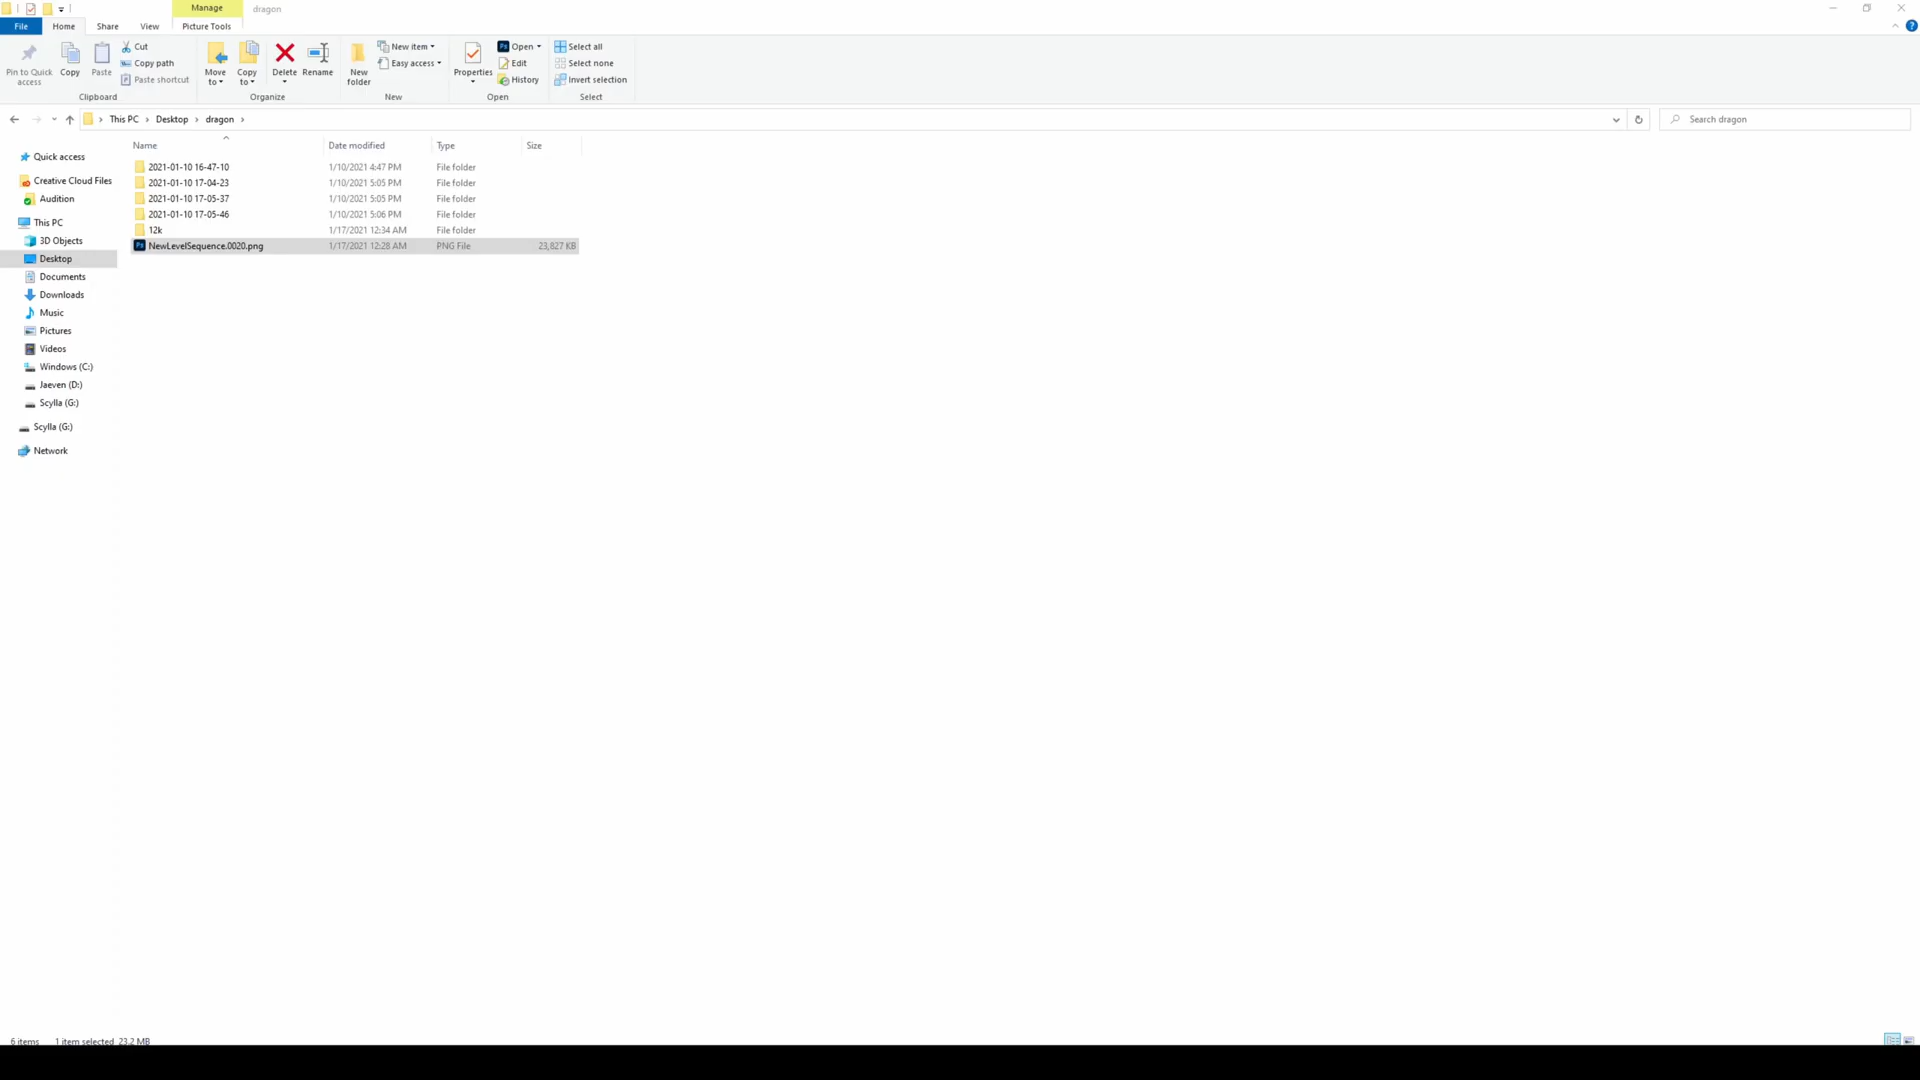 Manage
dragon
File
Home
Share
View
Picture Tools
Pin to Quick
access
Copy
Paste
Cut
Copy path
Paste shortcut
Clipboard
Move
to
Copy
to
Delete
Rename
Organize
New
folder
New item
Easy access
New
Properties
Open
Edit
History
Open
Select all
Select none
Invert selection
Select
This PC
Desktop
dragon
Search dragon
Name
Date modified
Type
Size
2021-01-10 16-47-10 1/10/2021 4:47 PM File folder
2021-01-10 17-04-23 1/10/2021 5:05 PM File folder
2021-01-10 17-05-37 1/10/2021 5:05 PM File folder
2021-01-10 17-05-46 1/10/2021 5:06 PM File folder
12k 1/17/2021 12:34 AM File folder
NewLevelSequence.0020.png 1/17/2021 12:28 AM PNG File 23,827 KB
Quick access
Creative Cloud Files
Audition
This PC
3D Objects
Desktop
Documents
Downloads
Music
Pictures
Videos
Windows (C:)
Jaeven (D:)
Scylla (G:)
Scylla (G:)
Network
6 items 1 item selected 23.2 MB